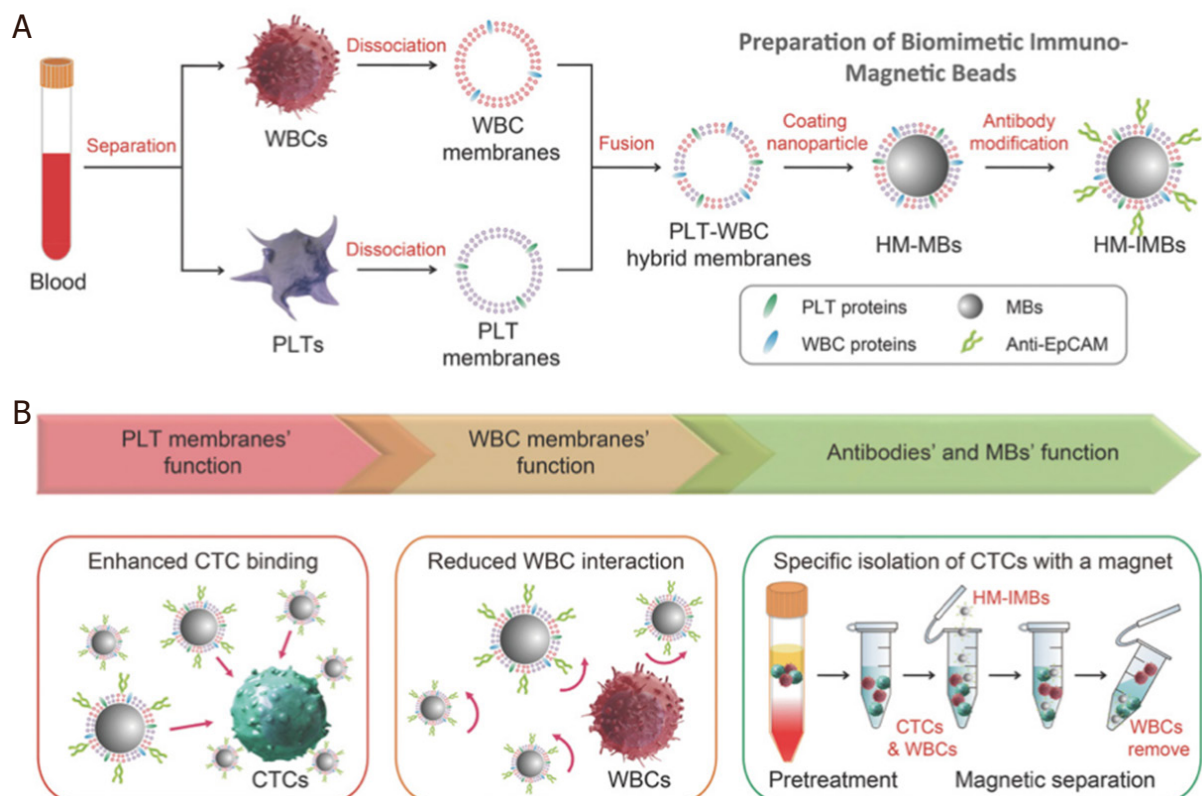 A
Preparation of Biomimetic Immuno-
Magnetic Beads
Blood
Separation
WBCs
Dissociation
WBC
membranes
PLTs
Dissociation
PLT
membranes
Fusion
PLT-WBC
hybrid membranes
Coating
nanoparticle
HM-MBs
Antibody
modification
HM-IMBs
PLT proteins
MBs
WBC proteins
Anti-EpCAM
B
PLT membranes’
function
WBC membranes’
function
Antibodies’ and MBs’ function
Enhanced CTC binding
CTCs
Reduced WBC interaction
WBCs
Specific isolation of CTCs with a magnet
HM-IMBs
CTCs
& WBCs
WBCs
remove
Pretreatment
Magnetic separation